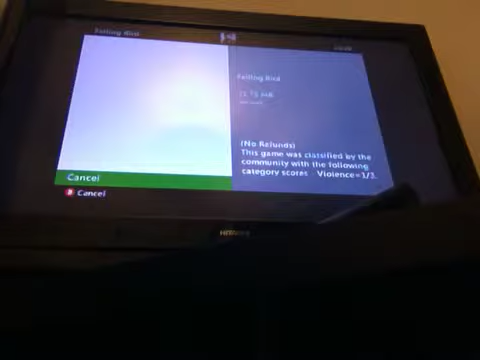 Falling Bird
Falling Bird
(No Refunds)
This game was classified by the
community with the following
category scores Violence=1/3.
Cancel
B Cancel
HITACHI